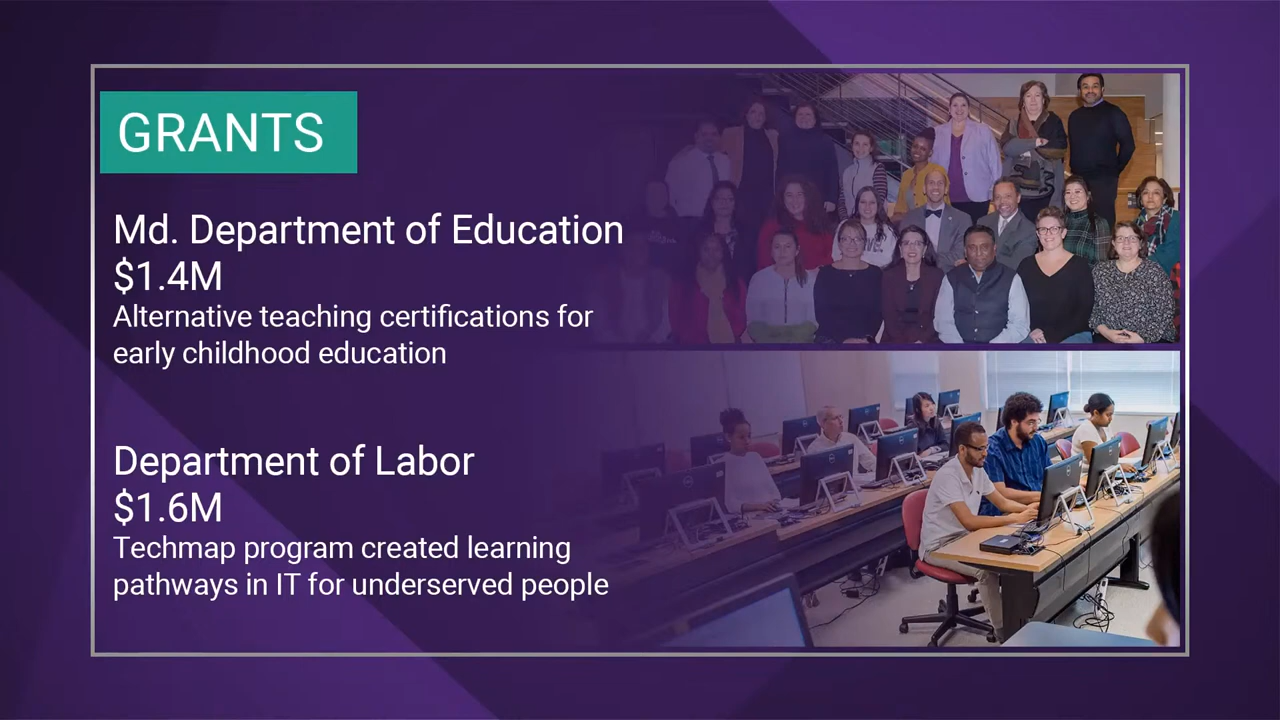 GRANTS
Md. Department of Education
$1.4M
Alternative teaching certifications for
early childhood education
Department of Labor
$1.6M
Techmap program created learning
pathways in IT for underserved people